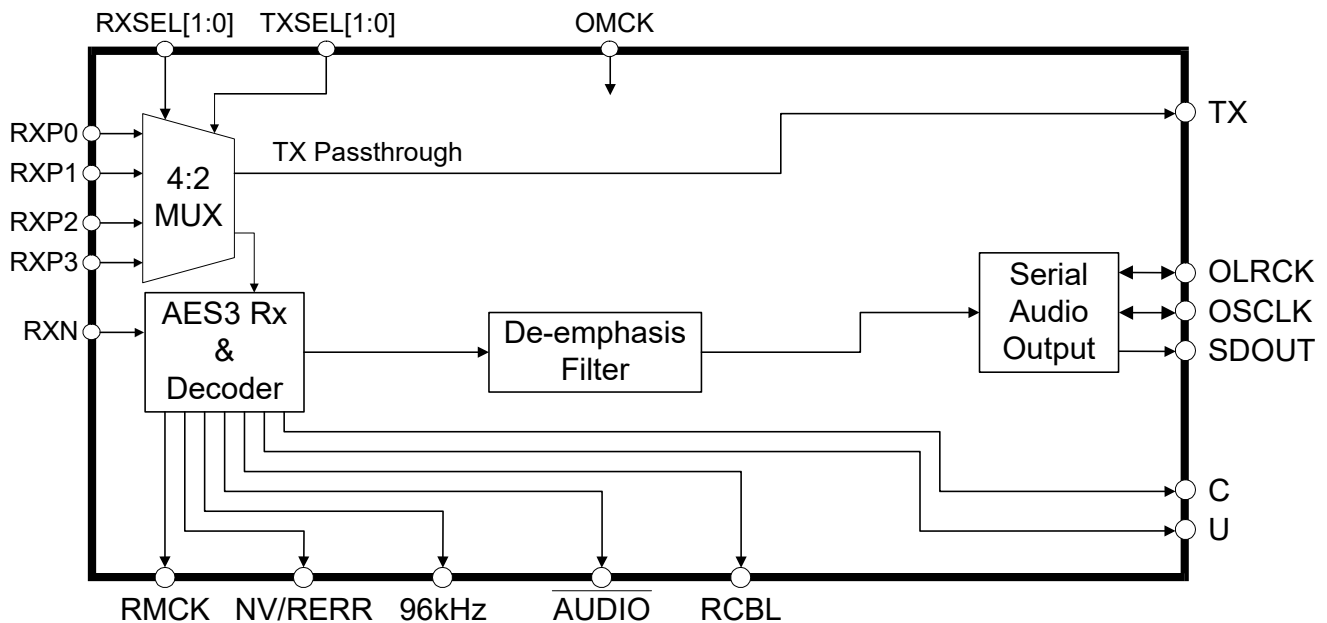 RXSEL[1:0]
TXSEL[1:0]
OMCK
RXP0
RXP1
RXP2
RXP3
RXN
4:2
MUX
TX Passthrough
TX
AES3 Rx
&
Decoder
De-emphasis
Filter
Serial
Audio
Output
OLRCK
OSCLK
SDOUT
C
U
RMCK
NV/RERR
96kHz
AUDIO
RCBL